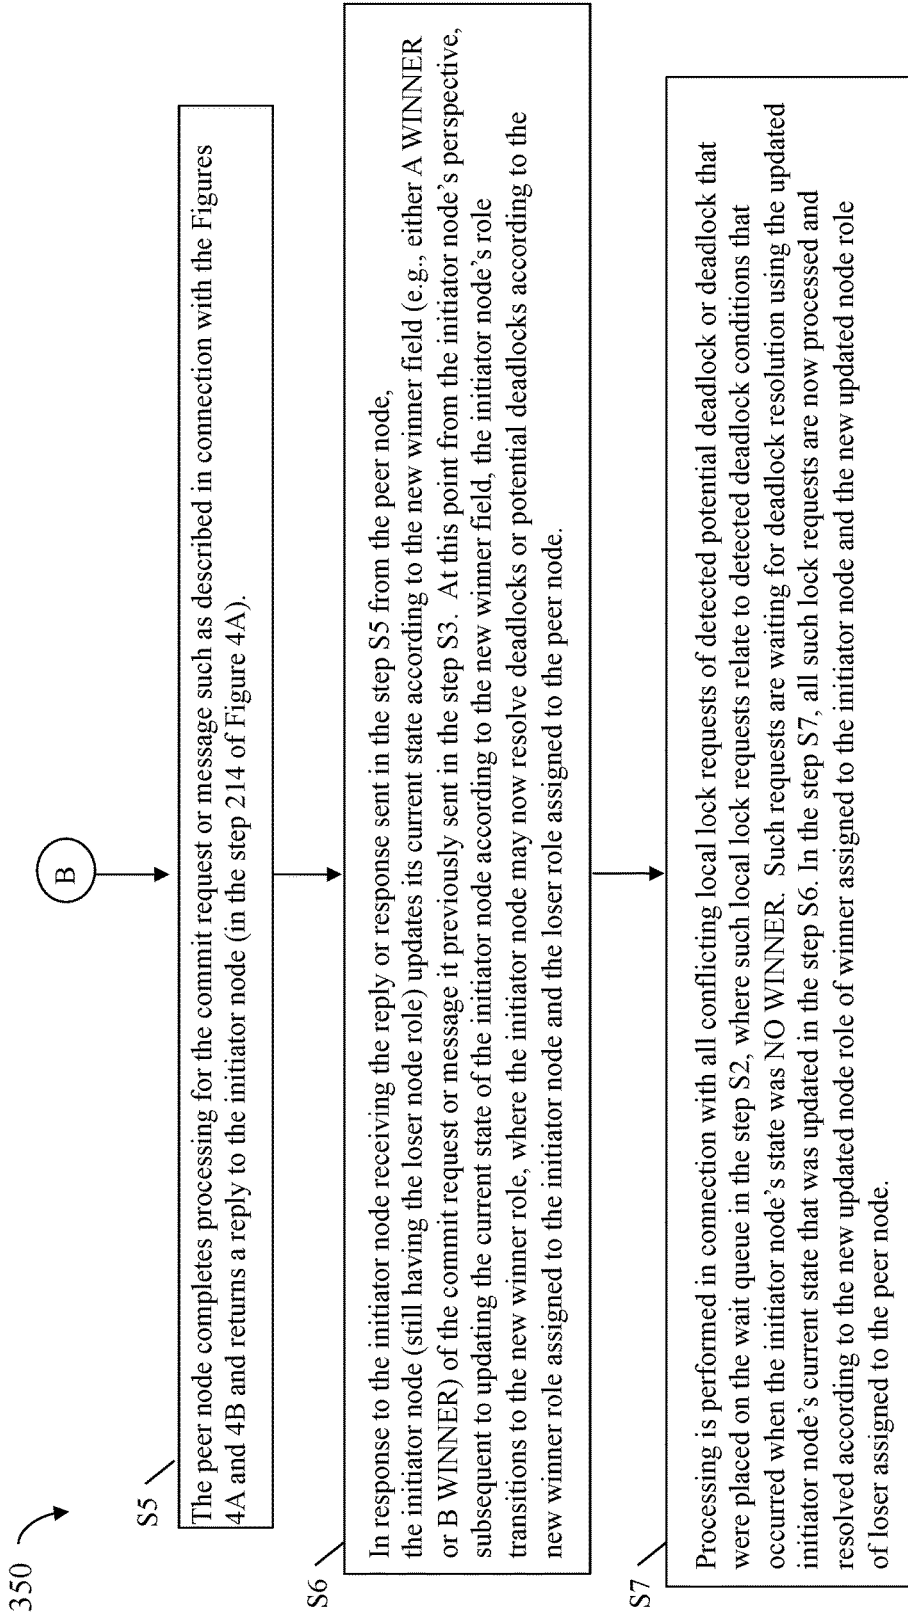 350
B
S5
The peer node completes processing for the commit request or message such as described in connection with the Figures
4A and 4B and returns a reply to the initiator node (in the step 214 of Figure 4A).
S6
In response to the initiator node receiving the reply or response sent in the step S5 from the peer node,
the initiator node (still having the loser node role) updates its current state according to the new winner field (e.g., either A WINNER
or B WINNER) of the commit request or message it previously sent in the step S3. At this point from the initiator node's perspective,
subsequent to updating the current state of the initiator node according to the new winner field, the initiator node's role
transitions to the new winner role, where the initiator node may now resolve deadlocks or potential deadlocks according to the
new winner role assigned to the initiator node and the loser role assigned to the peer node.
S7
Processing is performed in connection with all conflicting local lock requests of detected potential deadlock or deadlock that
were placed on the wait queue in the step S2, where such local lock requests relate to detected deadlock conditions that
occurred when the initiator node's state was NO WINNER. Such requests are waiting for deadlock resolution using the updated
initiator node's current state that was updated in the step S6. In the step S7, all such lock requests are now processed and
resolved according to the new updated node role of winner assigned to the initiator node and the new updated node role
of loser assigned to the peer node.